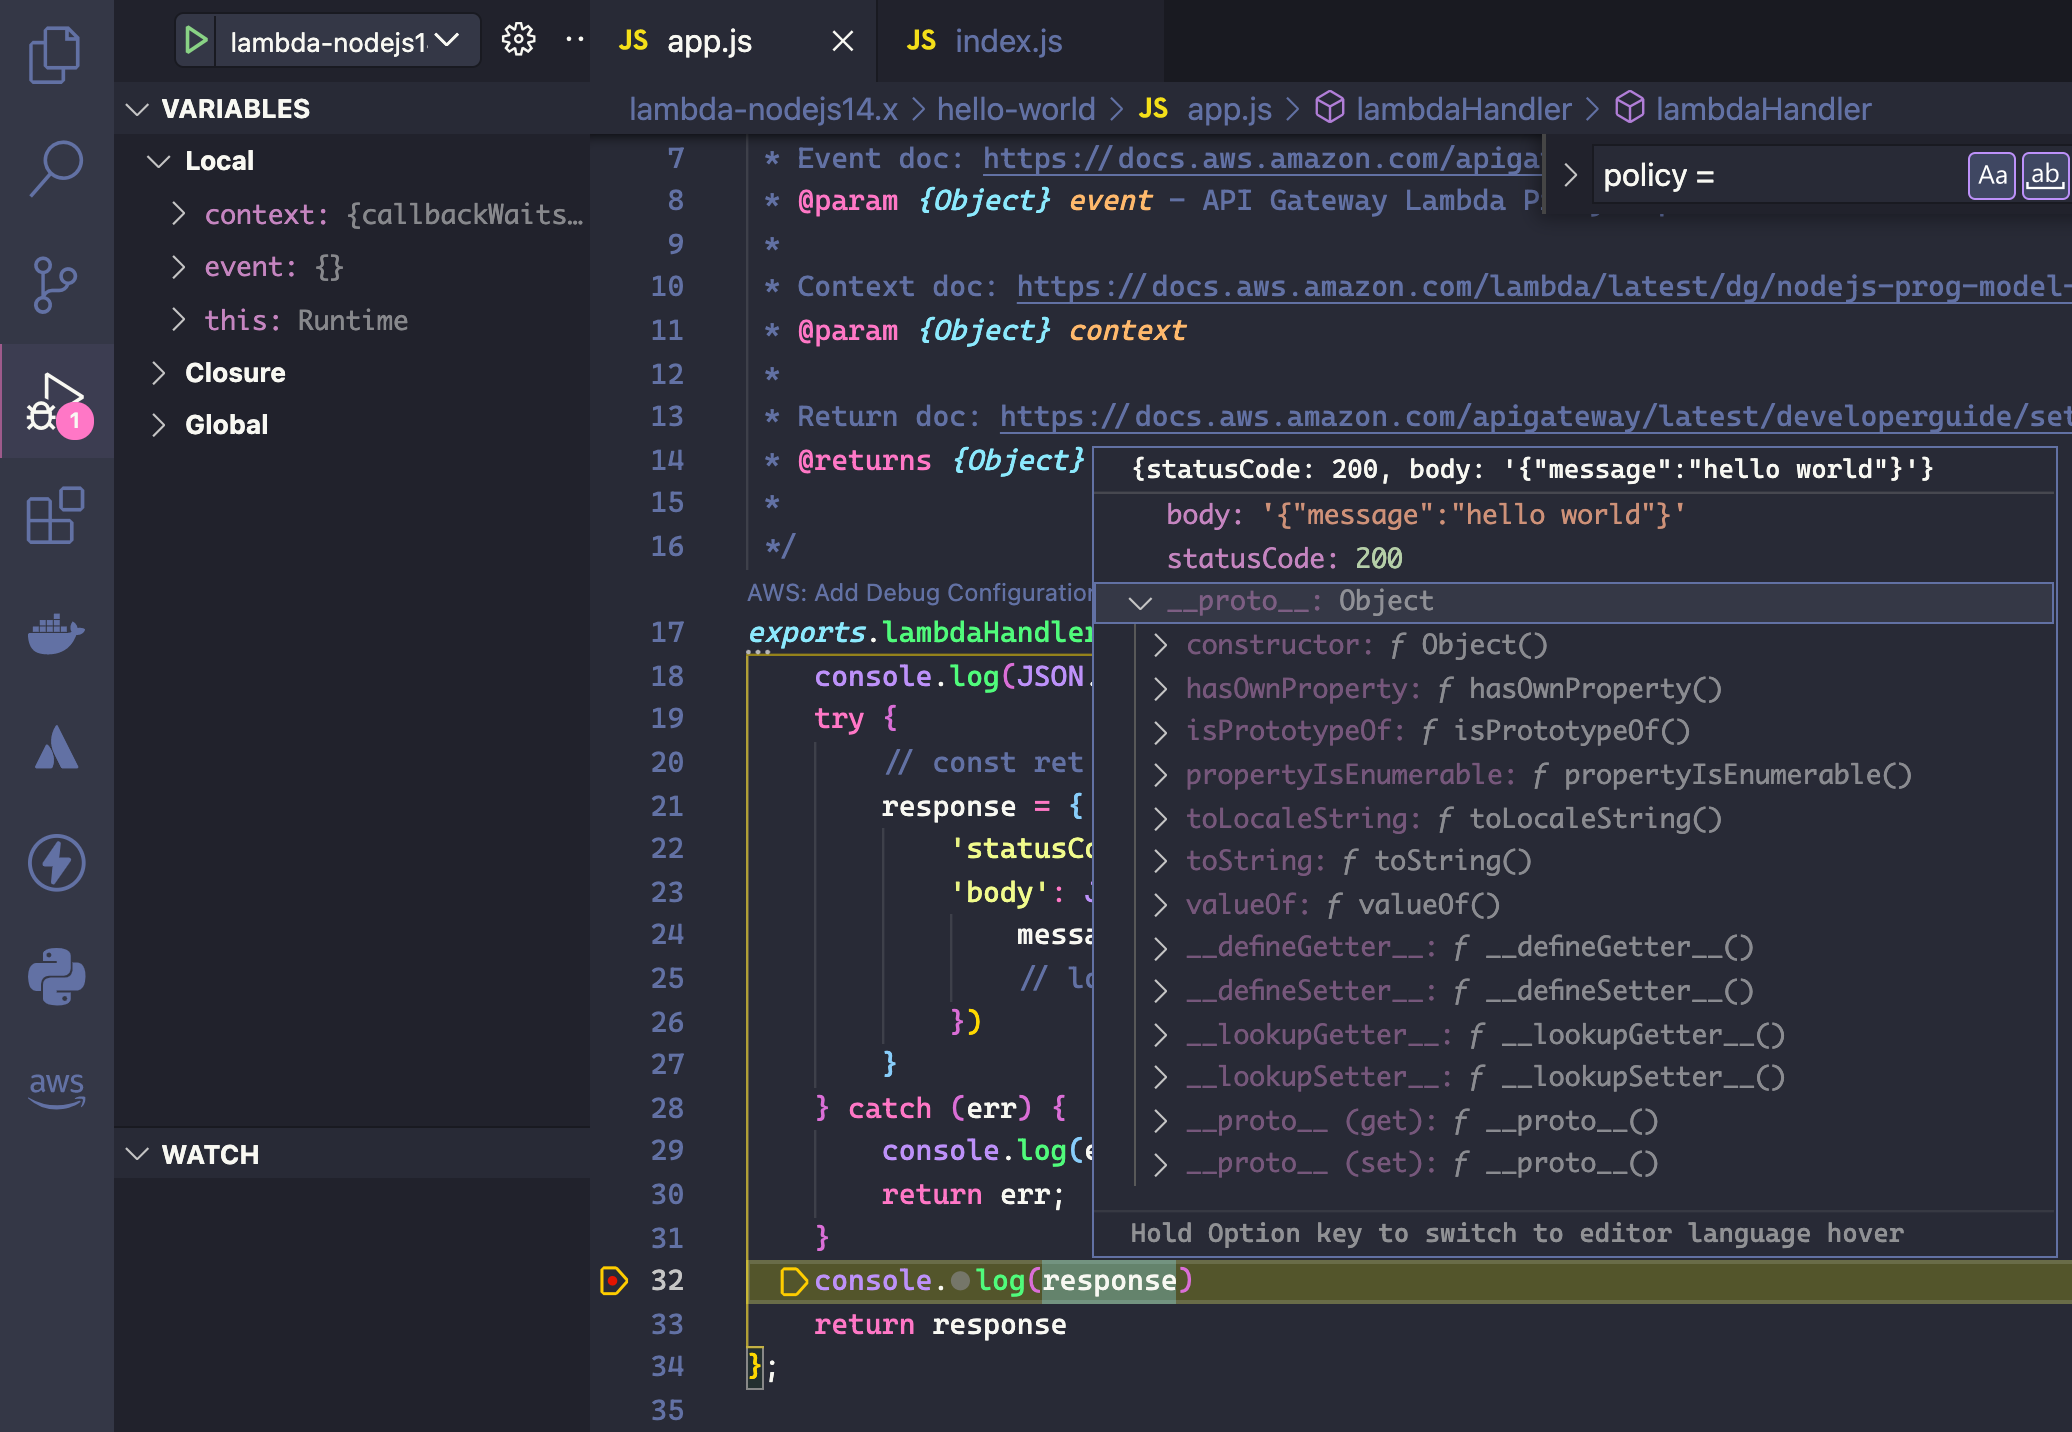 lambda-nodejs1
JS app.js
JS index.js
VARIABLES
Local
context: {callbackWaits…
event: {}
this: Runtime
Closure
Global
1
aws
WATCH
lambda-nodejs14.x > hello-world > JS app.js > lambdaHandler > lambdaHandler
policy =
Aa
ab
7 * Event doc: https://docs.aws.amazon.com/apiga
8 * @param {Object} event - API Gateway Lambda P
9 *
10 * Context doc: https://docs.aws.amazon.com/lambda/latest/dg/nodejs-prog-model-
11 * @param {Object} context
12 *
13 * Return doc: https://docs.aws.amazon.com/apigateway/latest/developerguide/set
14 * @returns {Object}
15 *
16 */
AWS: Add Debug Configuration
17 exports.lambdaHandler
18 console.log(JSON.
19 try {
20 // const ret
21 response = {
22 'statusCo
23 'body': J
24 messa
25 // lo
26 })
27 }
28 } catch (err) {
29 console.log(e
30 return err;
31 }
32 console.log(response)
33 return response
34 };
35
{statusCode: 200, body: '{"message":"hello world"}'}
body: '{"message":"hello world"}'
statusCode: 200
__proto__: Object
constructor: ƒ Object()
hasOwnProperty: ƒ hasOwnProperty()
isPrototypeOf: ƒ isPrototypeOf()
propertyIsEnumerable: ƒ propertyIsEnumerable()
toLocaleString: ƒ toLocaleString()
toString: ƒ toString()
valueOf: ƒ valueOf()
__defineGetter__: ƒ __defineGetter__()
__defineSetter__: ƒ __defineSetter__()
__lookupGetter__: ƒ __lookupGetter__()
__lookupSetter__: ƒ __lookupSetter__()
__proto__ (get): ƒ __proto__()
__proto__ (set): ƒ __proto__()
Hold Option key to switch to editor language hover